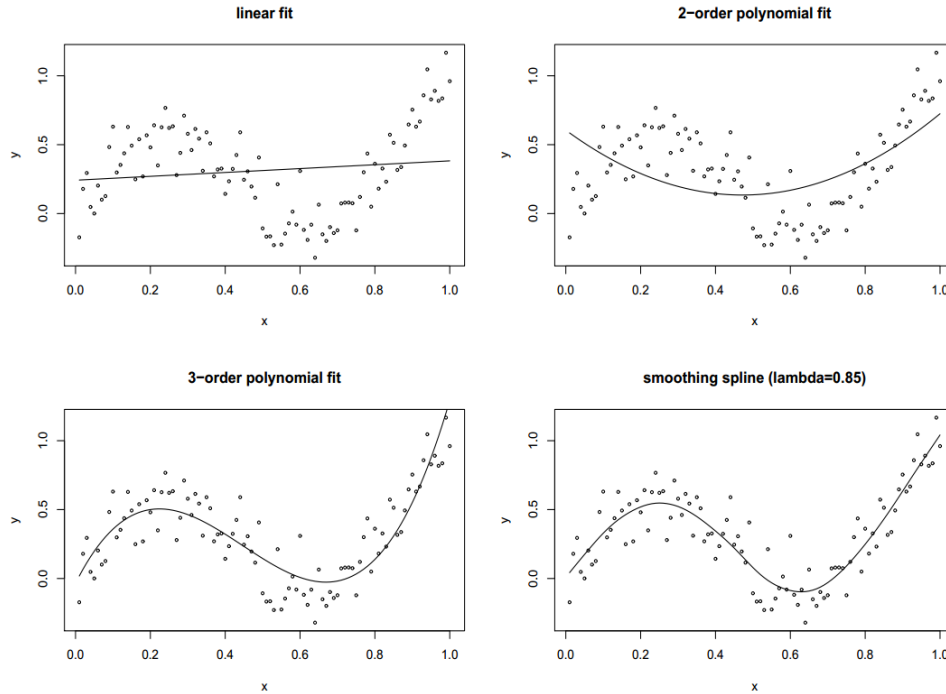 linear fit
1.0
0.5
0.0
y
0.0 0.2 0.4 0.6 0.8 1.0
x
2−order polynomial fit
1.0
0.5
0.0
y
0.0 0.2 0.4 0.6 0.8 1.0
x
3−order polynomial fit
1.0
0.5
0.0
y
0.0 0.2 0.4 0.6 0.8 1.0
x
smoothing spline (lambda=0.85)
1.0
0.5
0.0
y
0.0 0.2 0.4 0.6 0.8 1.0
x